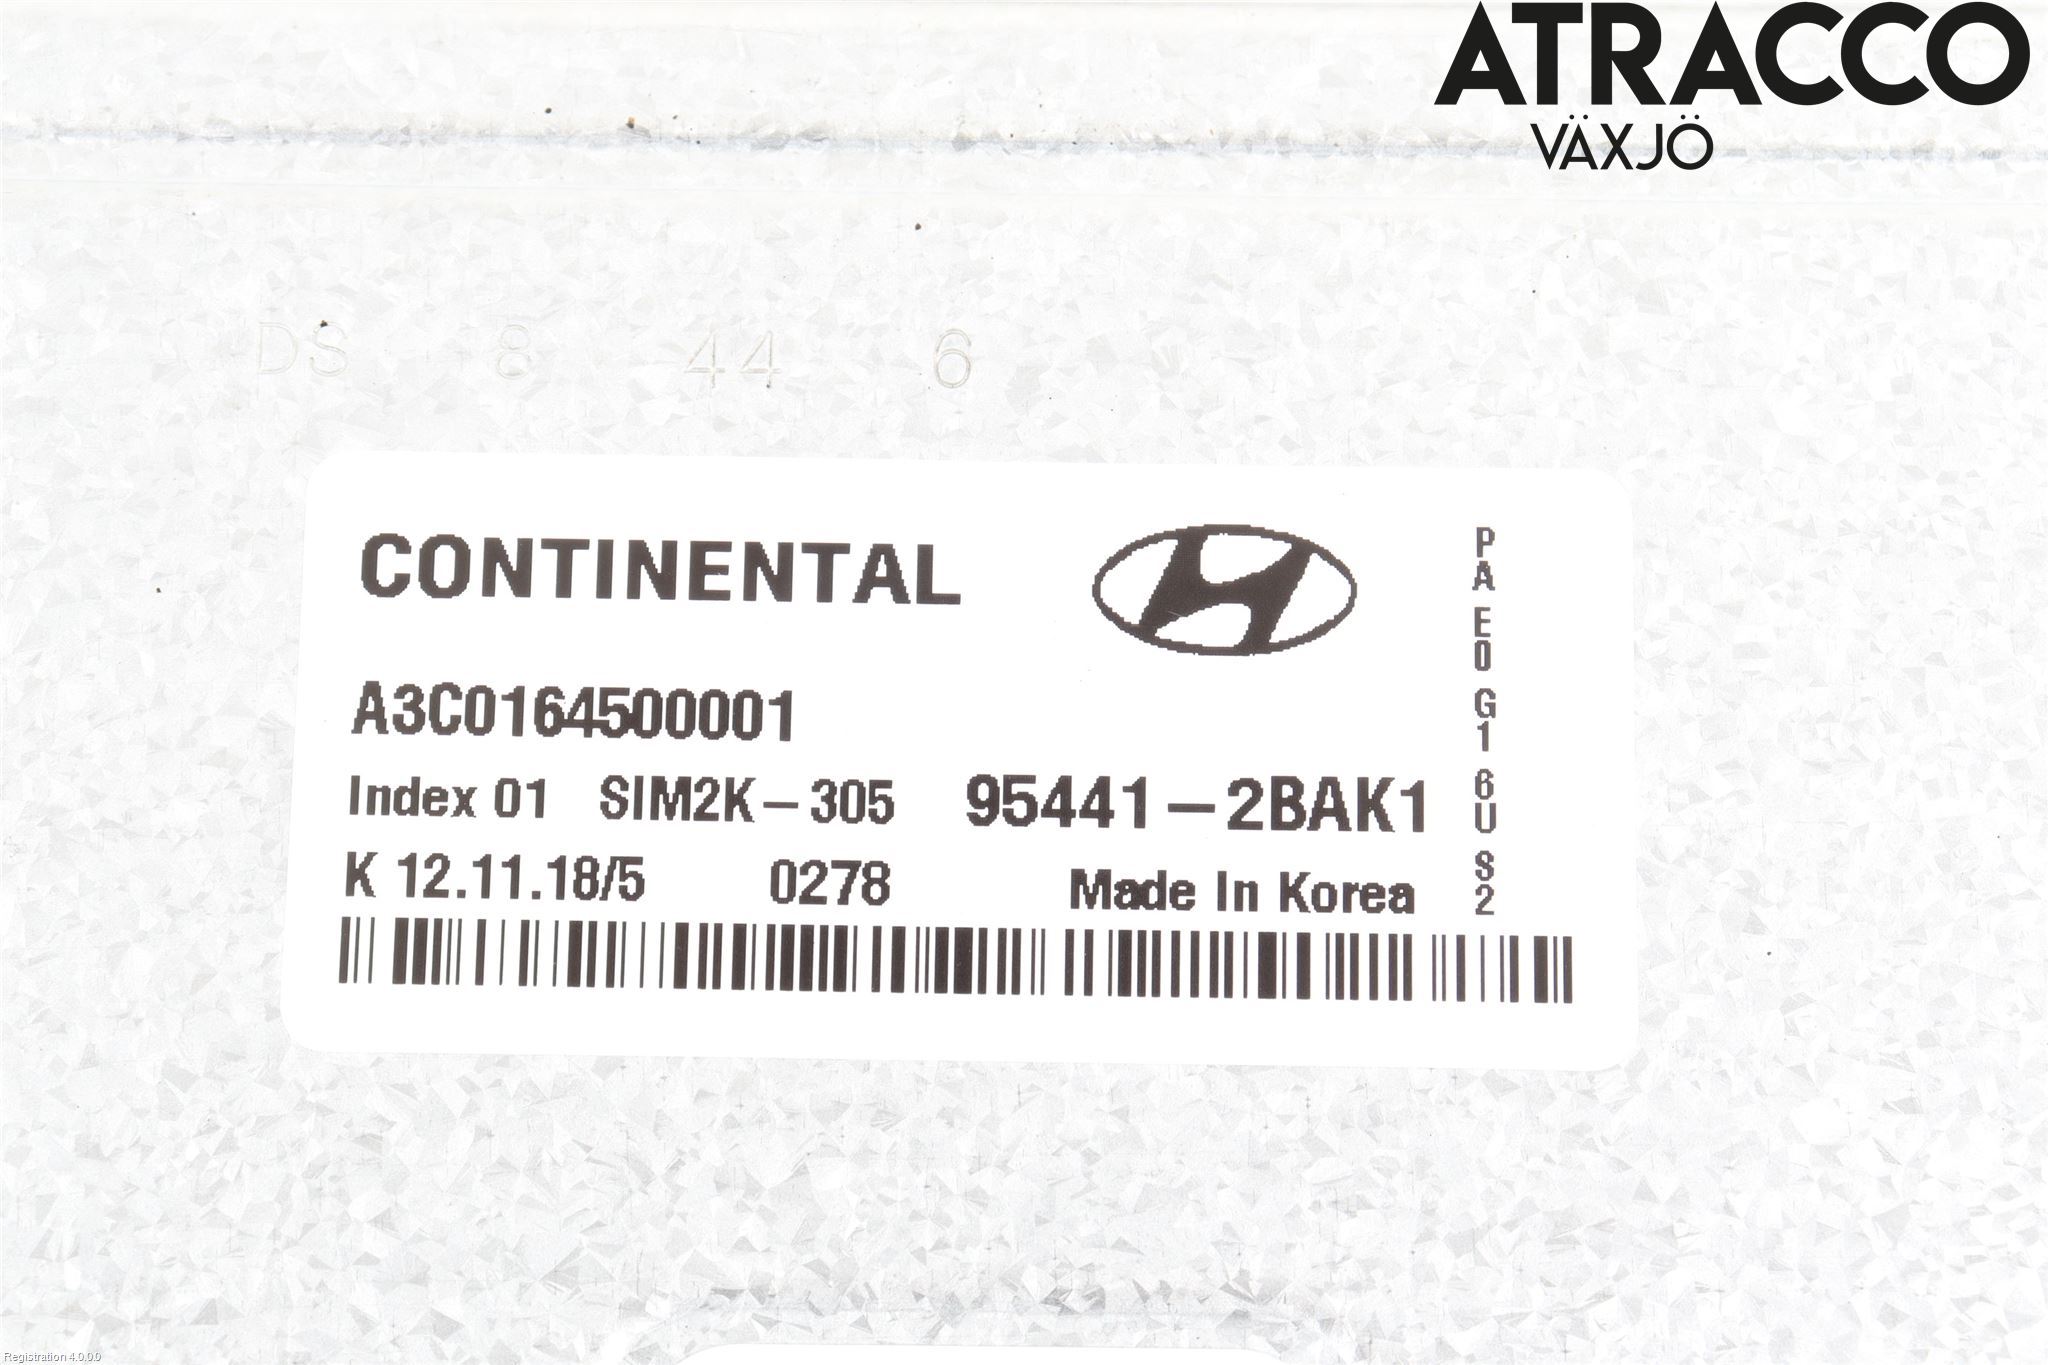 ATRACCO
VÄXJÖ
DS 8 44 6
CONTINENTAL
A3C0164500001
Index 01 SIM2K-305 95441-2BAK1
K 12.11.18/5 0278 Made In Korea
PA E0 G1 6U S2
Registration 4.0.0.0